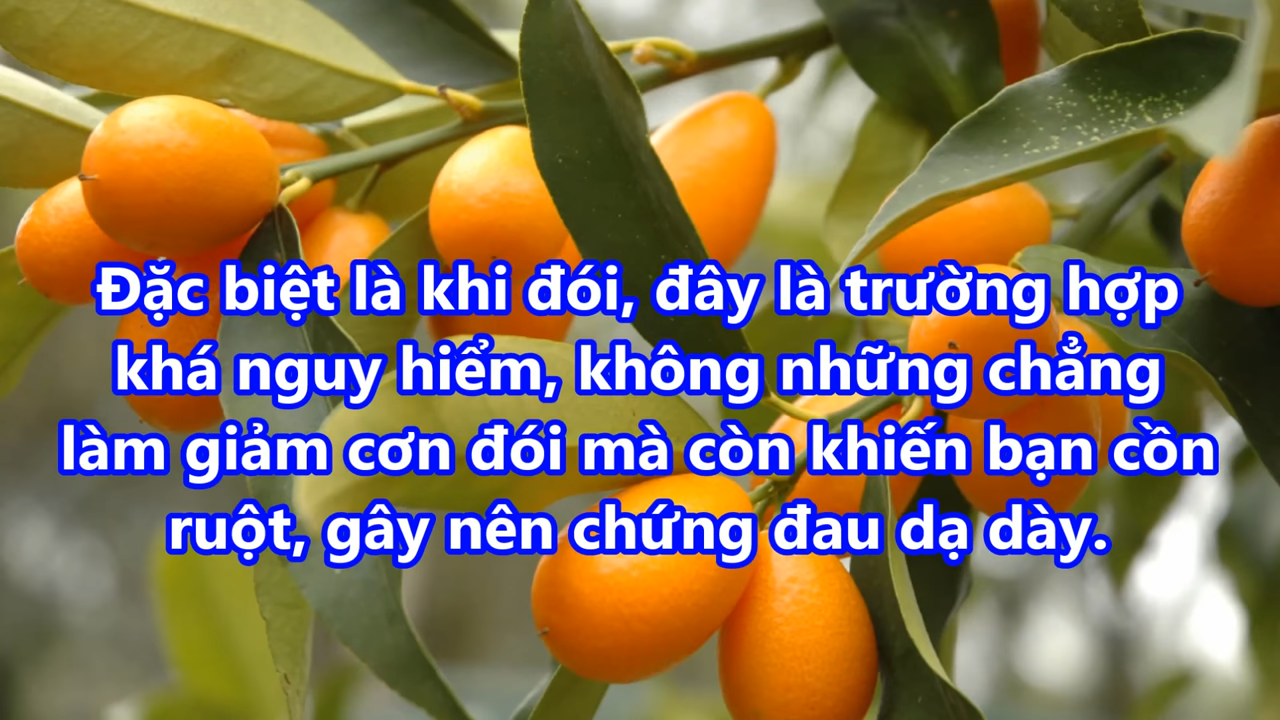 Đặc biệt là khi đói, đây là trường hợp
khá nguy hiểm, không những chẳng
làm giảm cơn đói mà còn khiến bạn cồn
ruột, gây nên chứng đau dạ dày.